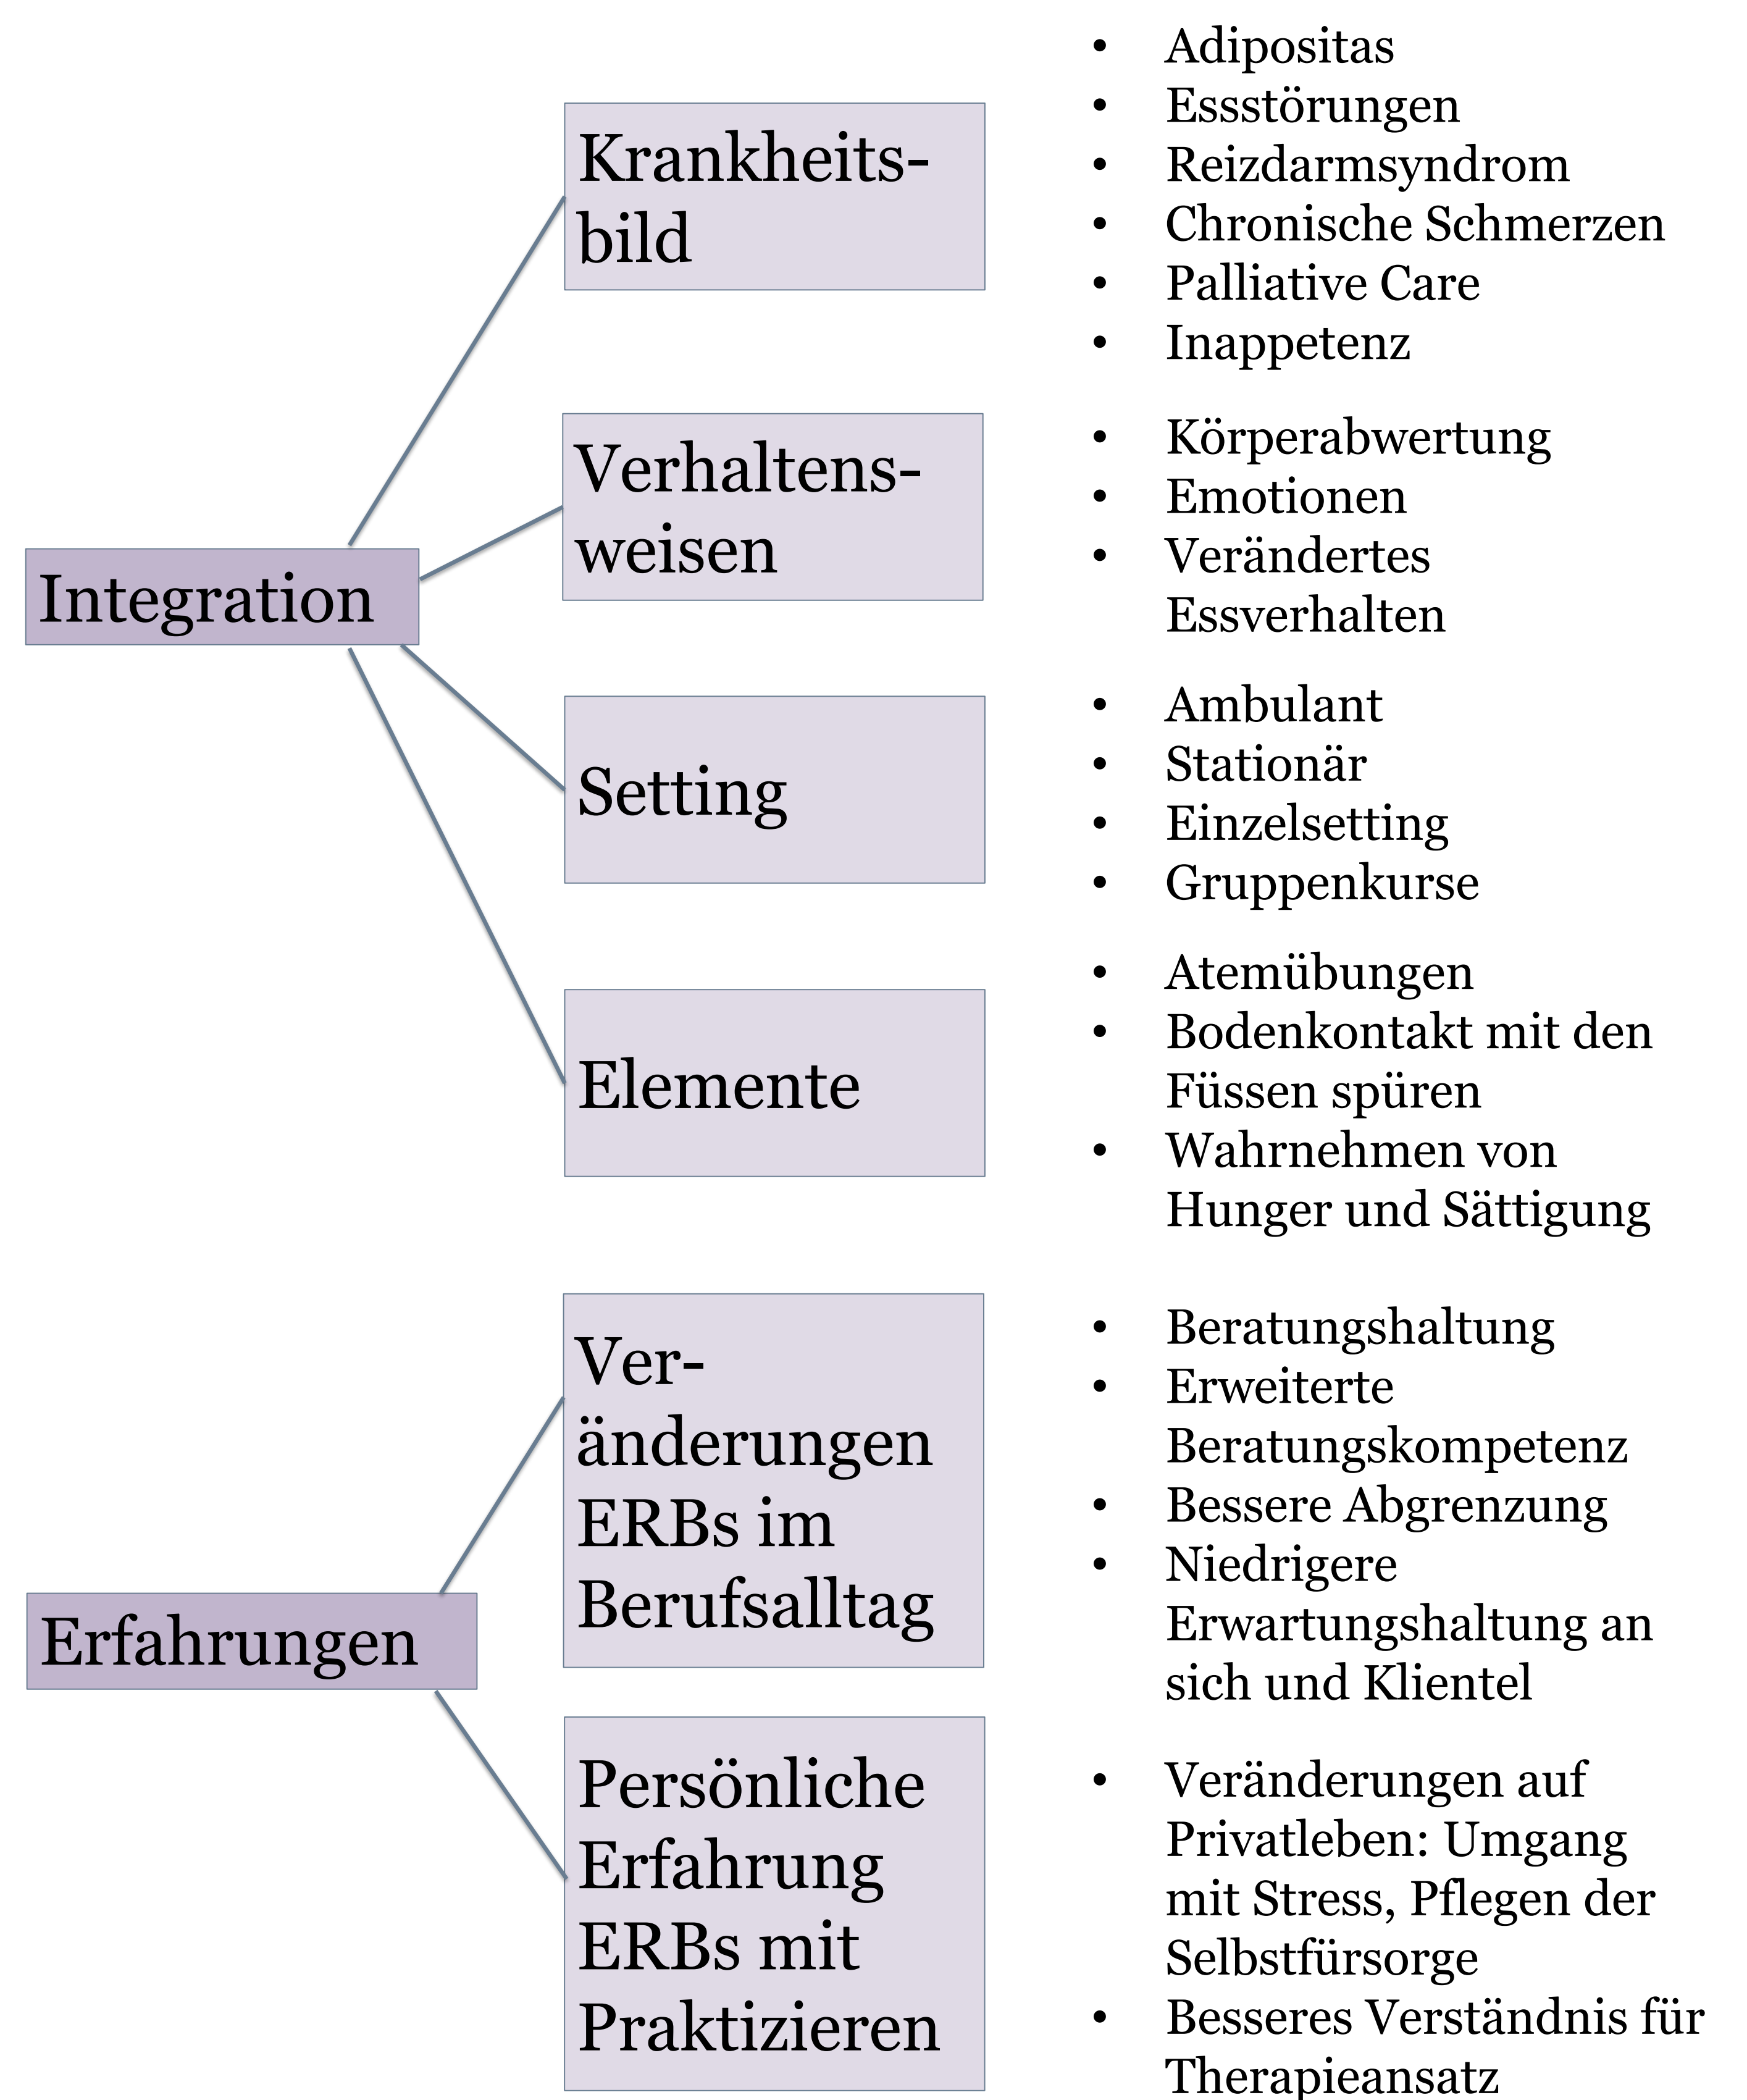 Integration
Krankheits-
bild
• Adipositas
• Essstörungen
• Reizdarmsyndrom
• Chronische Schmerzen
• Palliative Care
• Inappetenz
Verhaltens-
weisen
• Körperabwertung
• Emotionen
• Verändertes
Essverhalten
Setting
• Ambulant
• Stationär
• Einzelsetting
• Gruppenkurse
Elemente
• Atemübungen
• Bodenkontakt mit den
Füssen spüren
• Wahrnehmen von
Hunger und Sättigung
Erfahrungen
Ver-
änderungen
ERBs im
Berufsalltag
• Beratungshaltung
• Erweiterte
Beratungskompetenz
• Bessere Abgrenzung
• Niedrigere
Erwartungshaltung an
sich und Klientel
Persönliche
Erfahrung
ERBs mit
Praktizieren
• Veränderungen auf
Privatleben: Umgang
mit Stress, Pflegen der
Selbstfürsorge
• Besseres Verständnis für
Therapieansatz